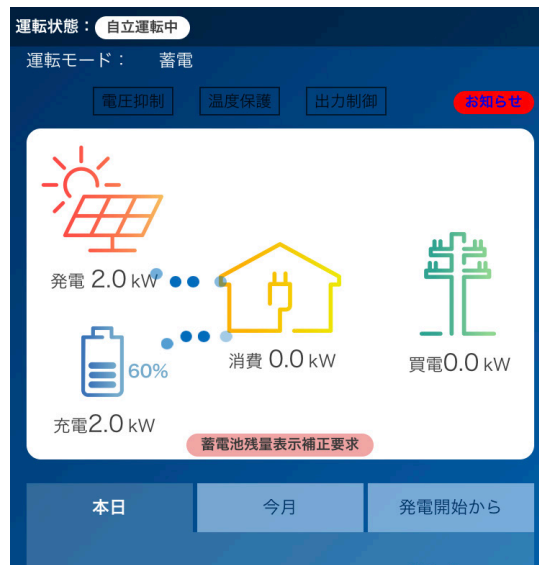 運転状態： 自立運転中
運転モード： 蓄電
電圧抑制 温度保護 出力制御 お知らせ
発電 2.0 kW
60%
消費 0.0 kW
買電0.0 kW
充電2.0 kW
蓄電池残量表示補正要求
本日 今月 発電開始から